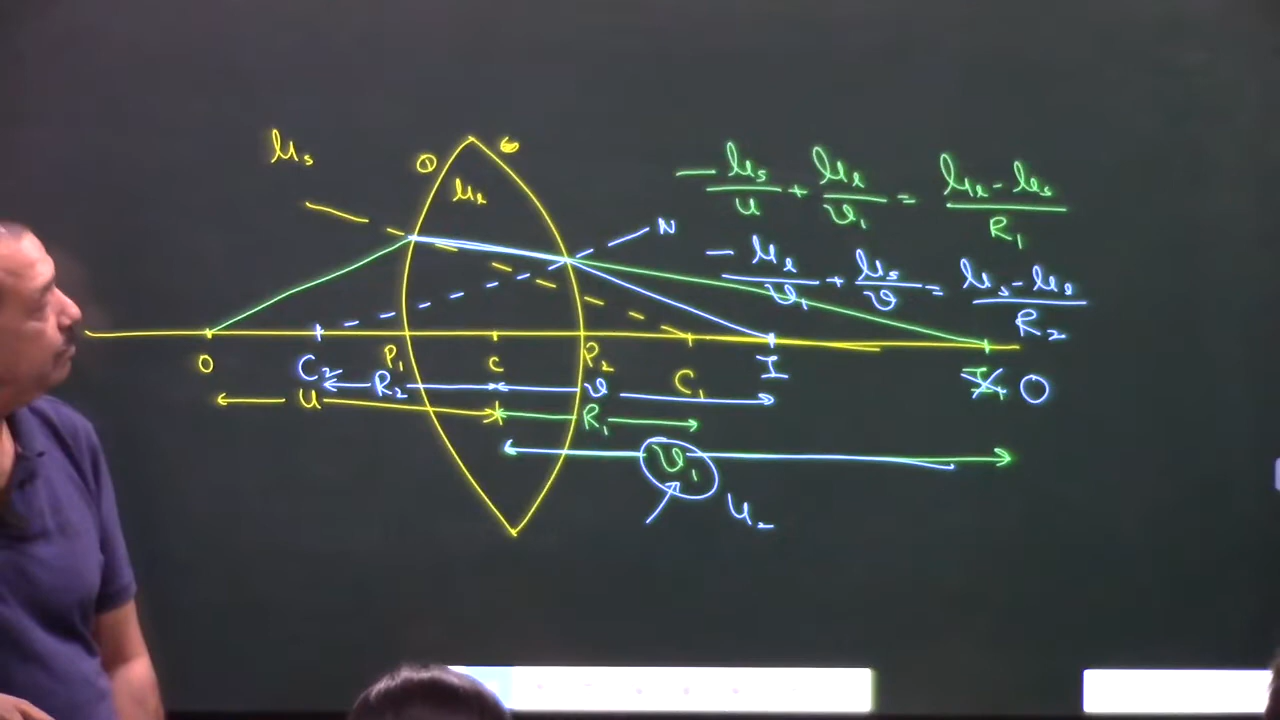 μs
① ②
μℓ
N
-μs/u + μℓ/v₁ = (μℓ - μs)/R₁
-μℓ/v₁ + μs/v = (μs - μℓ)/R₂
O C₂ P₁ C P₂ C₁ I I₁ O
R₂ v
u R₁
v₁
u₂